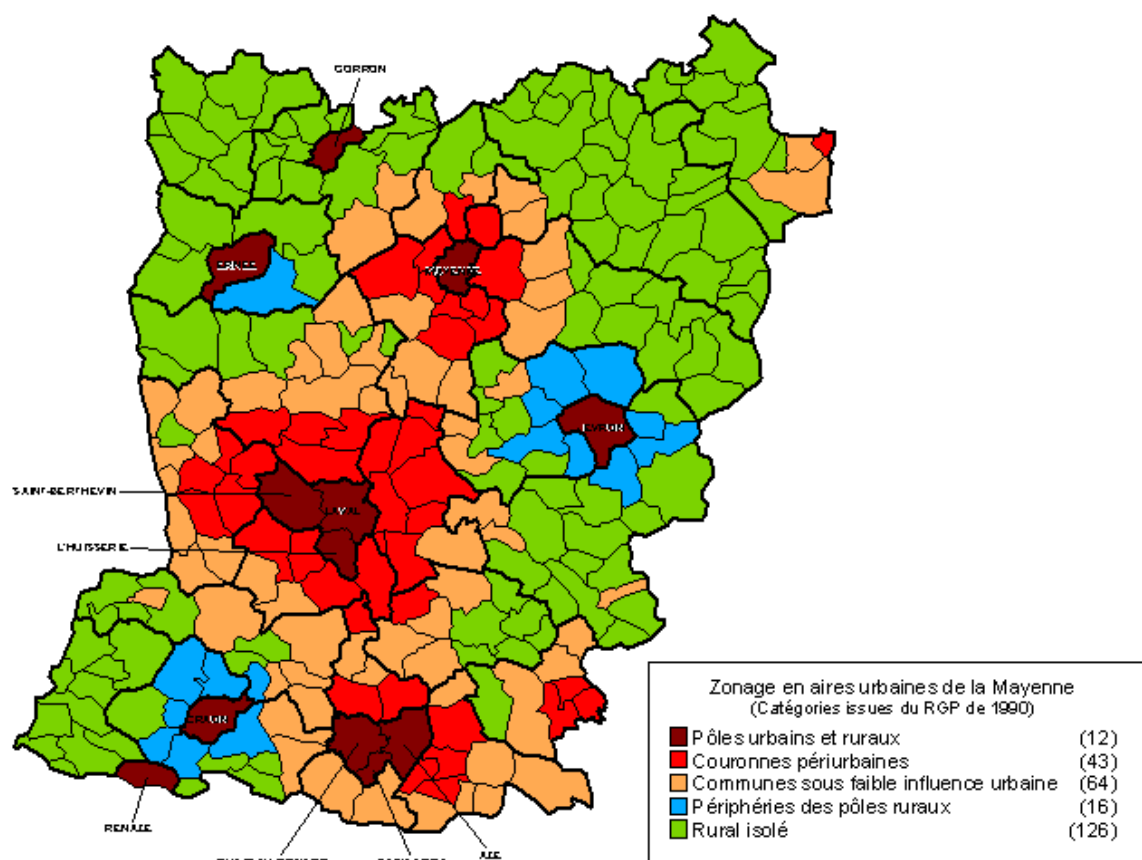 GORRON
MAYENNE
SAINT-BERTHEVIN
LAVAL
L'HUISSERIE
RENAZE
Zonage en aires urbaines de la Mayenne
(Catégories issues du RGP de 1990)
Pôles urbains et ruraux (12)
Couronnes périurbaines (43)
Communes sous faible influence urbaine (64)
Périphéries des pôles ruraux (16)
Rural isolé (126)